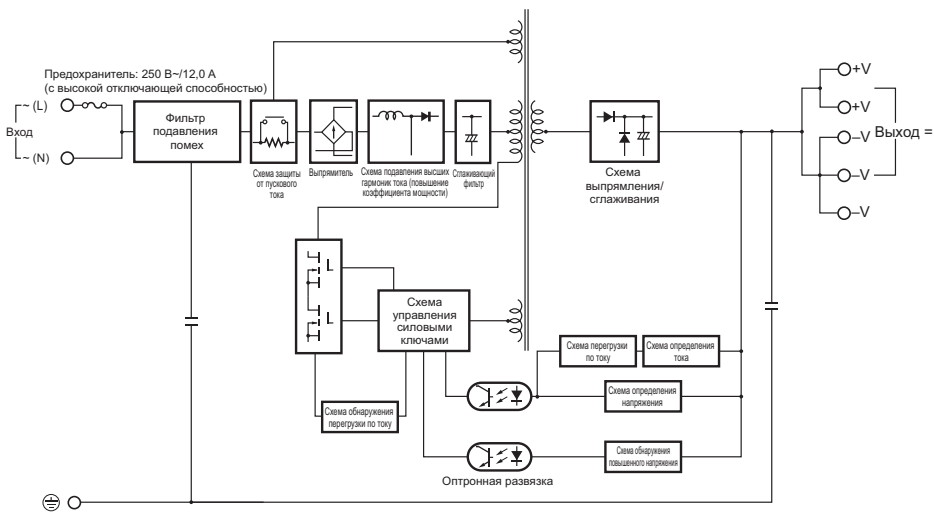 Предохранитель: 250 В~/12,0 А
(с высокой отключающей способностью)
~ (L)
Вход
~ (N)
Фильтр
подавления
помех
Схема защиты
от пускового
тока
Выпрямитель
Схема подавления высших
гармоник тока (повышение
коэффициента мощности)
Сглаживающий
фильтр
Схема
выпрямления/
сглаживания
+V
+V
–V
–V
–V
Выход =
Схема
управления
силовыми
ключами
Схема перегрузки
по току
Схема определения
тока
Схема определения
напряжения
Схема обнаружения
перегрузки по току
Схема обнаружения
повышенного напряжения
Оптронная развязка